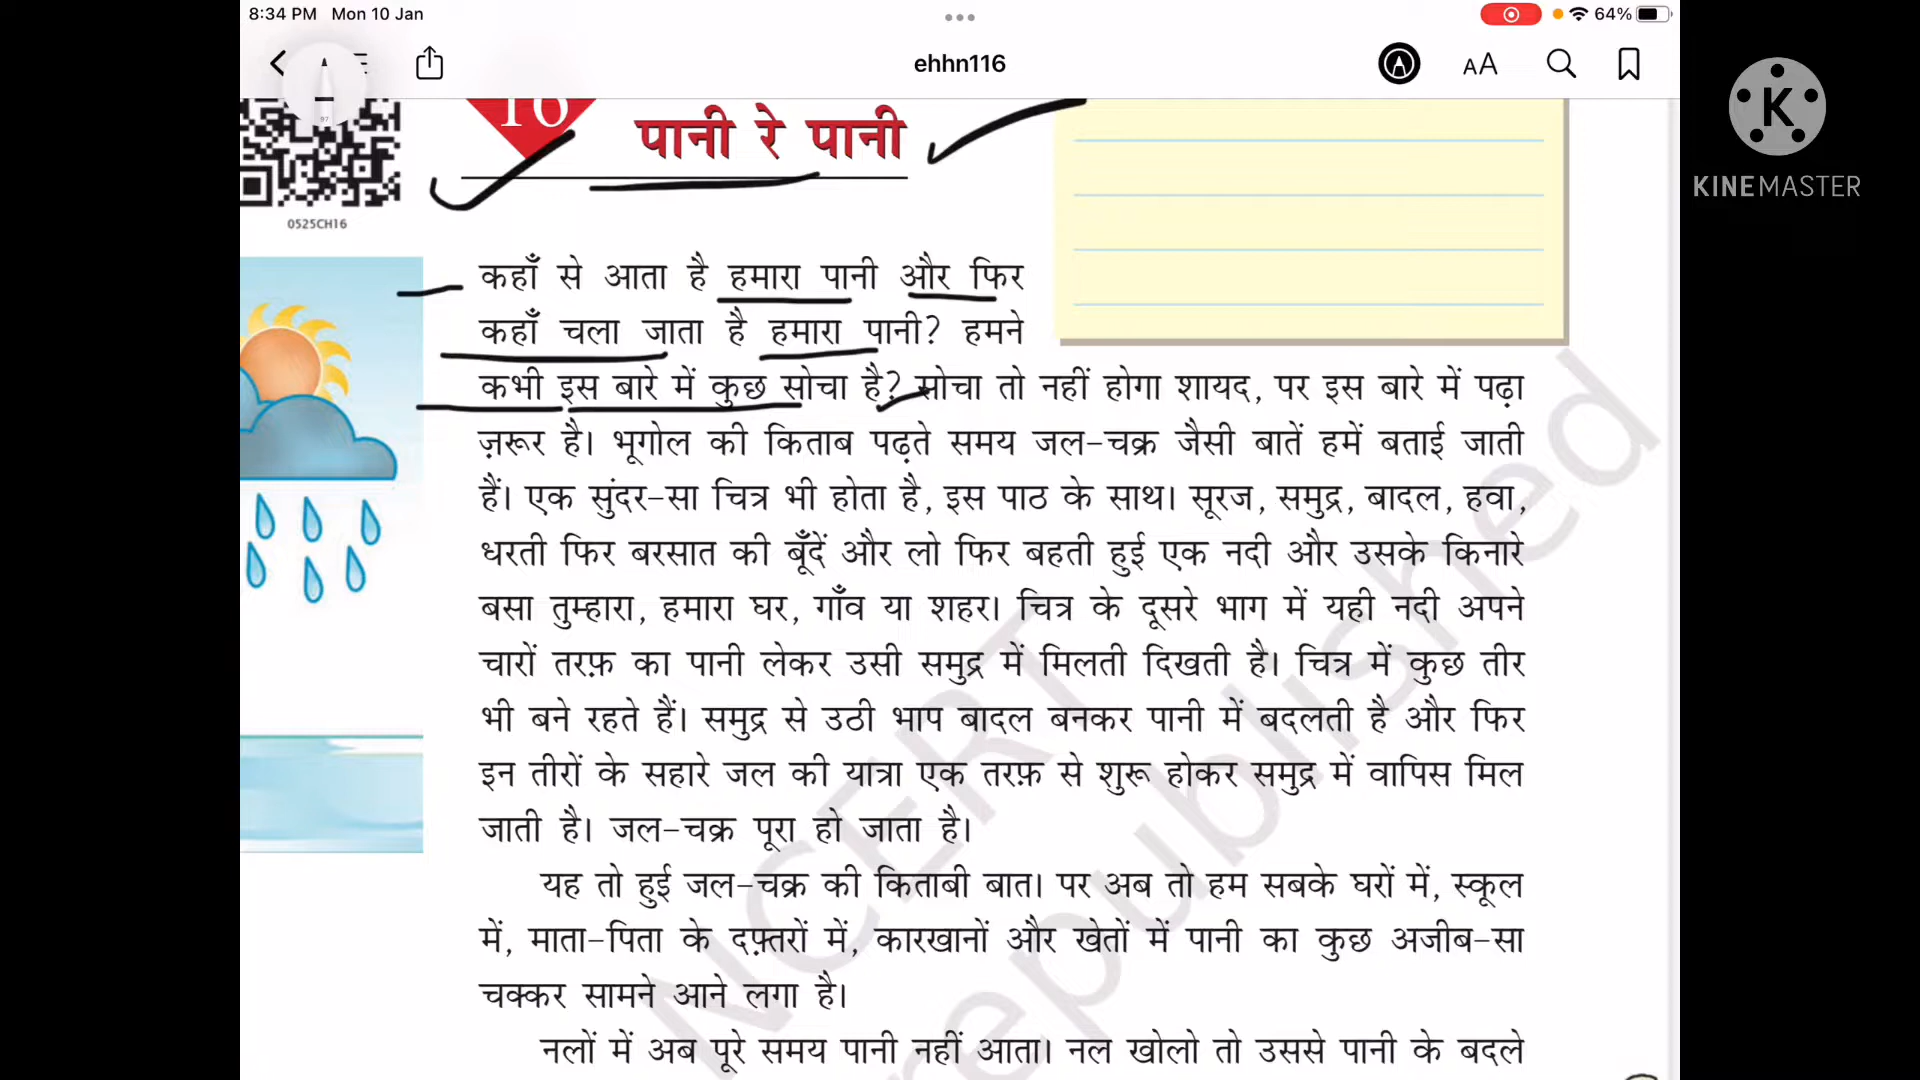 8:34 PM Mon 10 Jan
64%
ehhn116
AA
K
KINEMASTER
97
16
पानी रे पानी
0525CH16
कहाँ से आता है हमारा पानी और फिर
कहाँ चला जाता है हमारा पानी? हमने
कभी इस बारे में कुछ सोचा है? सोचा तो नहीं होगा शायद, पर इस बारे में पढ़ा
ज़रूर है। भूगोल की किताब पढ़ते समय जल-चक्र जैसी बातें हमें बताई जाती
हैं। एक सुंदर-सा चित्र भी होता है, इस पाठ के साथ। सूरज, समुद्र, बादल, हवा,
धरती फिर बरसात की बूँदें और लो फिर बहती हुई एक नदी और उसके किनारे
बसा तुम्हारा, हमारा घर, गाँव या शहर। चित्र के दूसरे भाग में यही नदी अपने
चारों तरफ़ का पानी लेकर उसी समुद्र में मिलती दिखती है। चित्र में कुछ तीर
भी बने रहते हैं। समुद्र से उठी भाप बादल बनकर पानी में बदलती है और फिर
इन तीरों के सहारे जल की यात्रा एक तरफ़ से शुरू होकर समुद्र में वापिस मिल
जाती है। जल-चक्र पूरा हो जाता है।
यह तो हुई जल-चक्र की किताबी बात। पर अब तो हम सबके घरों में, स्कूल
में, माता-पिता के दफ़्तरों में, कारखानों और खेतों में पानी का कुछ अजीब-सा
चक्कर सामने आने लगा है।
नलों में अब पूरे समय पानी नहीं आता। नल खोलो तो उससे पानी के बदले
NCERT
republished